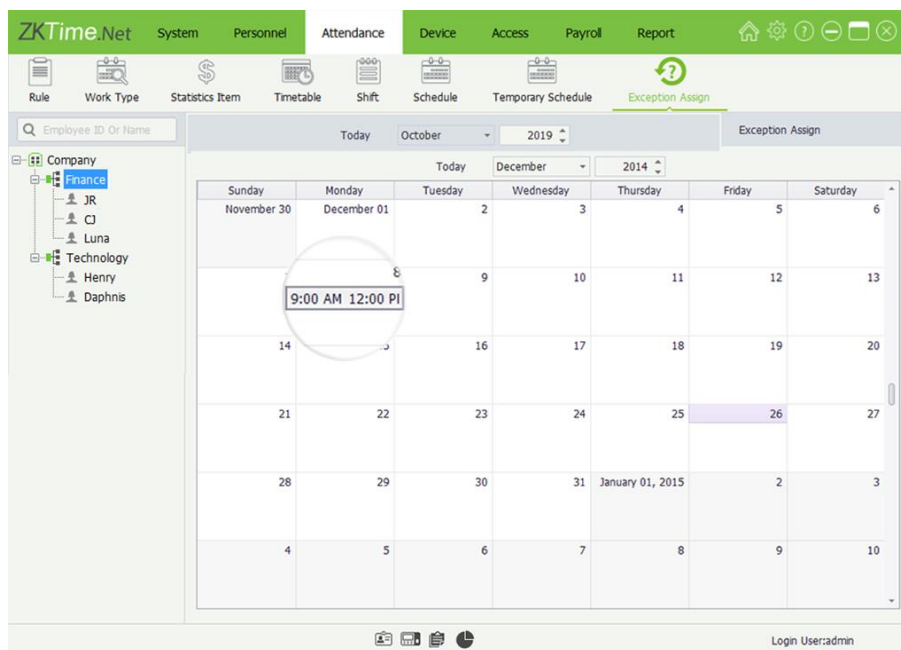 ZKTime.Net System Personnel Attendance Device Access Payroll Report
Rule Work Type Statistics Item Timetable Shift Schedule Temporary Schedule Exception Assign
Employee ID Or Name Today October 2019 Exception Assign
Today December 2014
Company
Finance
JR
CJ
Luna
Technology
Henry
Daphnis
Sunday Monday Tuesday Wednesday Thursday Friday Saturday
November 30 December 01 2 3 4 5 6
8 9 10 11 12 13
9:00 AM 12:00 PI
14 16 17 18 19 20
21 22 23 24 25 26 27
28 29 30 31 January 01, 2015 2 3
4 5 6 7 8 9 10
Login User:admin